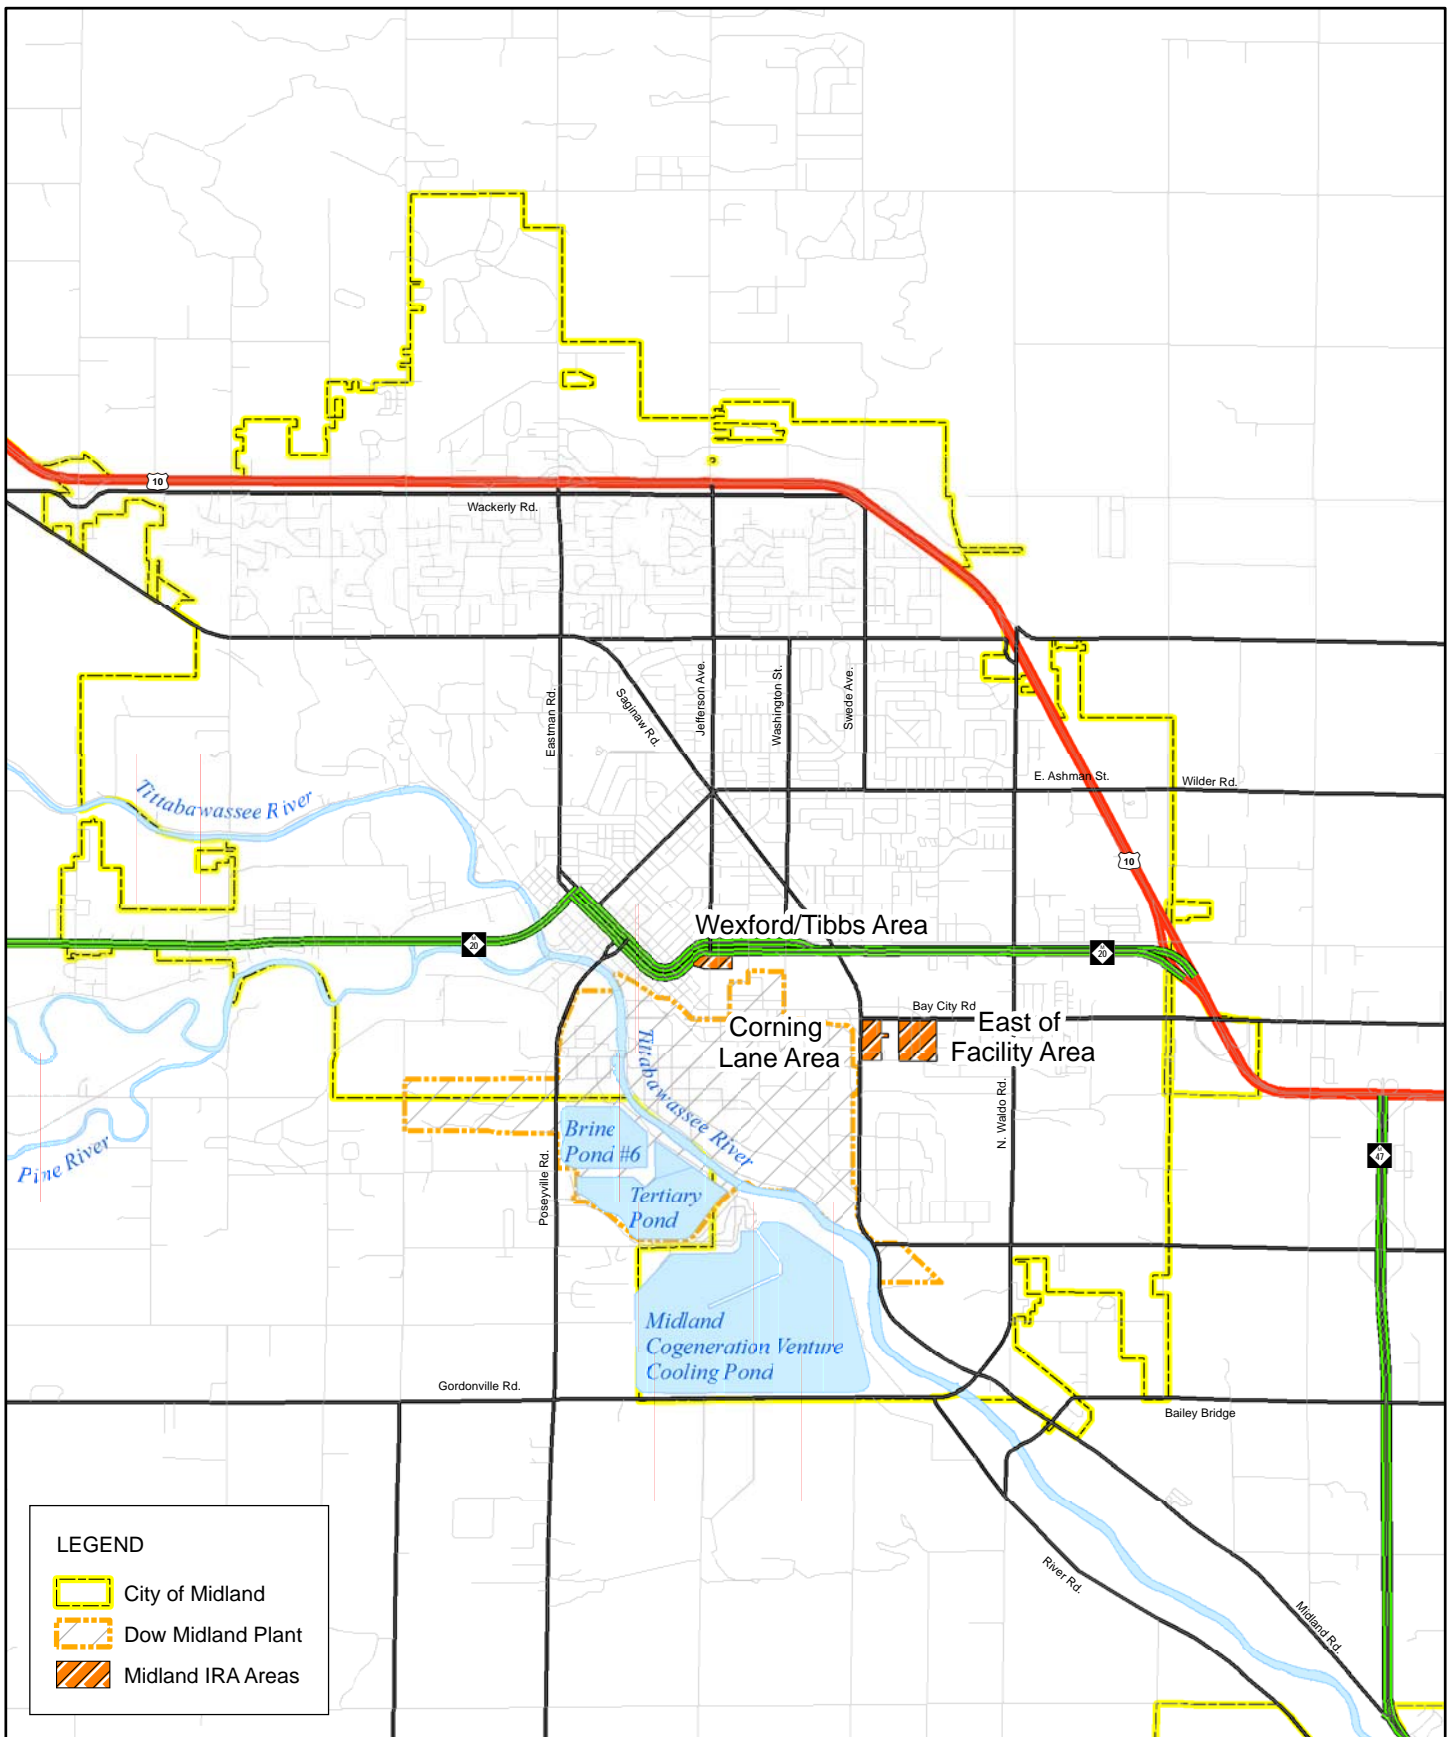 10
Wackerly Rd.
Eastman Rd.
Saginaw Rd.
Jefferson Ave.
Washington St.
Swede Ave.
E. Ashman St.
Wilder Rd.
Tittabawassee River
10
Wexford/Tibbs Area
M
20
M
20
Bay City Rd
Corning
Lane Area
East of
Facility Area
Tittabawassee River
N. Waldo Rd.
Brine
Pond #6
Pine River
Poseyville Rd.
M
47
Tertiary
Pond
Midland
Cogeneration Venture
Cooling Pond
Gordonville Rd.
Bailey Bridge
River Rd.
Midland Rd.
LEGEND
City of Midland
Dow Midland Plant
Midland IRA Areas